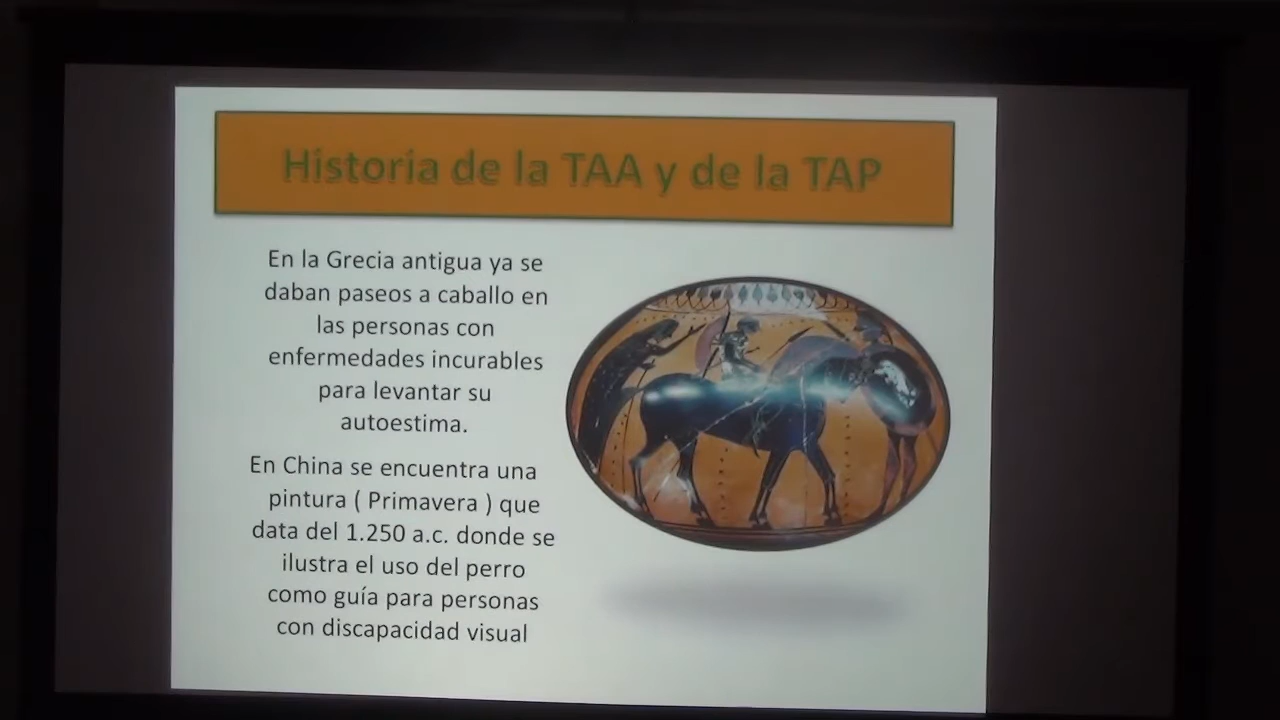 Historia de la TAA y de la TAP
En la Grecia antigua ya se
daban paseos a caballo en
las personas con
enfermedades incurables
para levantar su
autoestima.
En China se encuentra una
pintura ( Primavera ) que
data del 1.250 a.c. donde se
ilustra el uso del perro
como guía para personas
con discapacidad visual